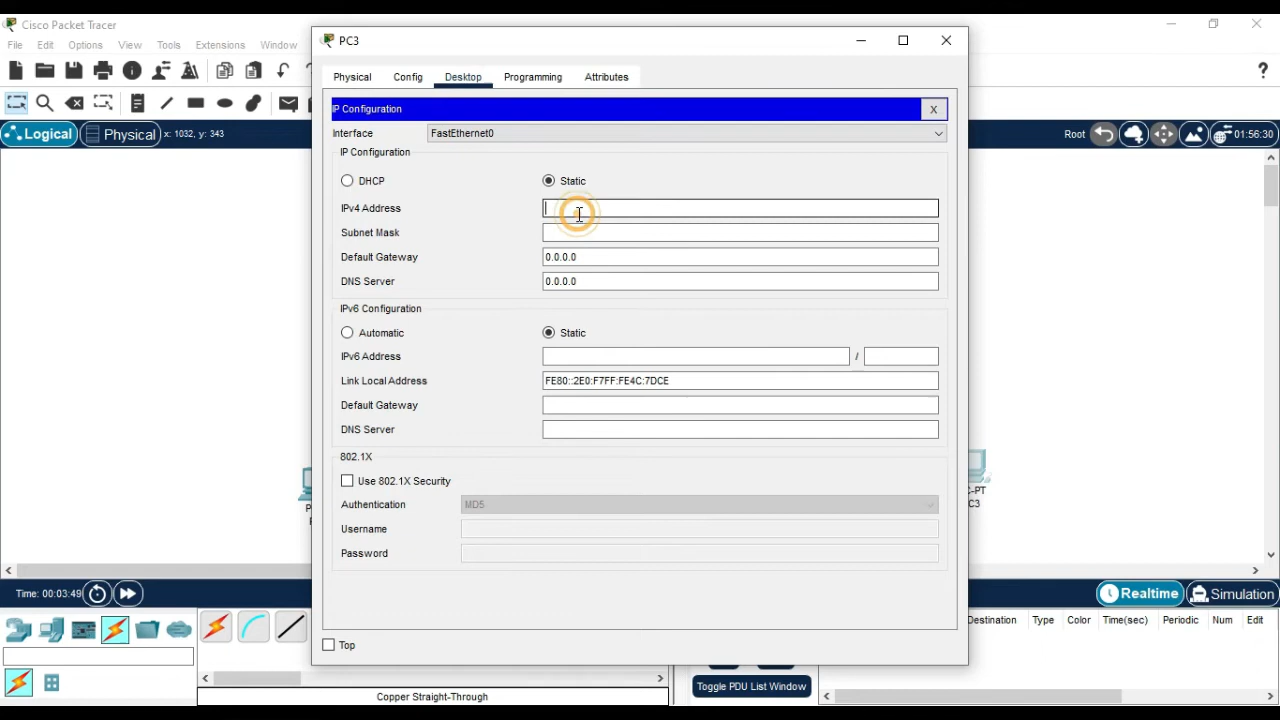 Cisco Packet Tracer
File Edit Options View Tools Extensions Window
PC3
Physical Config Desktop Programming Attributes
?
IP Configuration X
Logical Physical x: 1032, y: 343
Root 01:56:30
Interface FastEthernet0
IP Configuration
DHCP Static
IPv4 Address
Subnet Mask
Default Gateway 0.0.0.0
DNS Server 0.0.0.0
IPv6 Configuration
Automatic Static
IPv6 Address /
Link Local Address FE80::2E0:F7FF:FE4C:7DCE
Default Gateway
DNS Server
802.1X
Use 802.1X Security
Authentication MD5
Username
Password
C-PT
C3
Time: 00:03:49
Realtime Simulation
Destination Type Color Time(sec) Periodic Num Edit
Top
Toggle PDU List Window
Copper Straight-Through